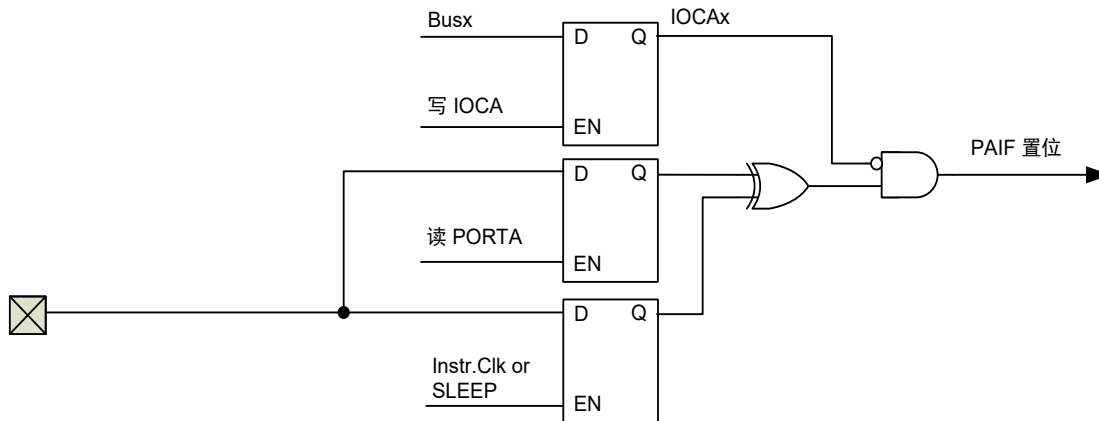 Busx
IOCAx
D
Q
写 IOCA
EN
PAIF 置位
D
Q
读 PORTA
EN
D
Q
Instr.Clk or
SLEEP
EN